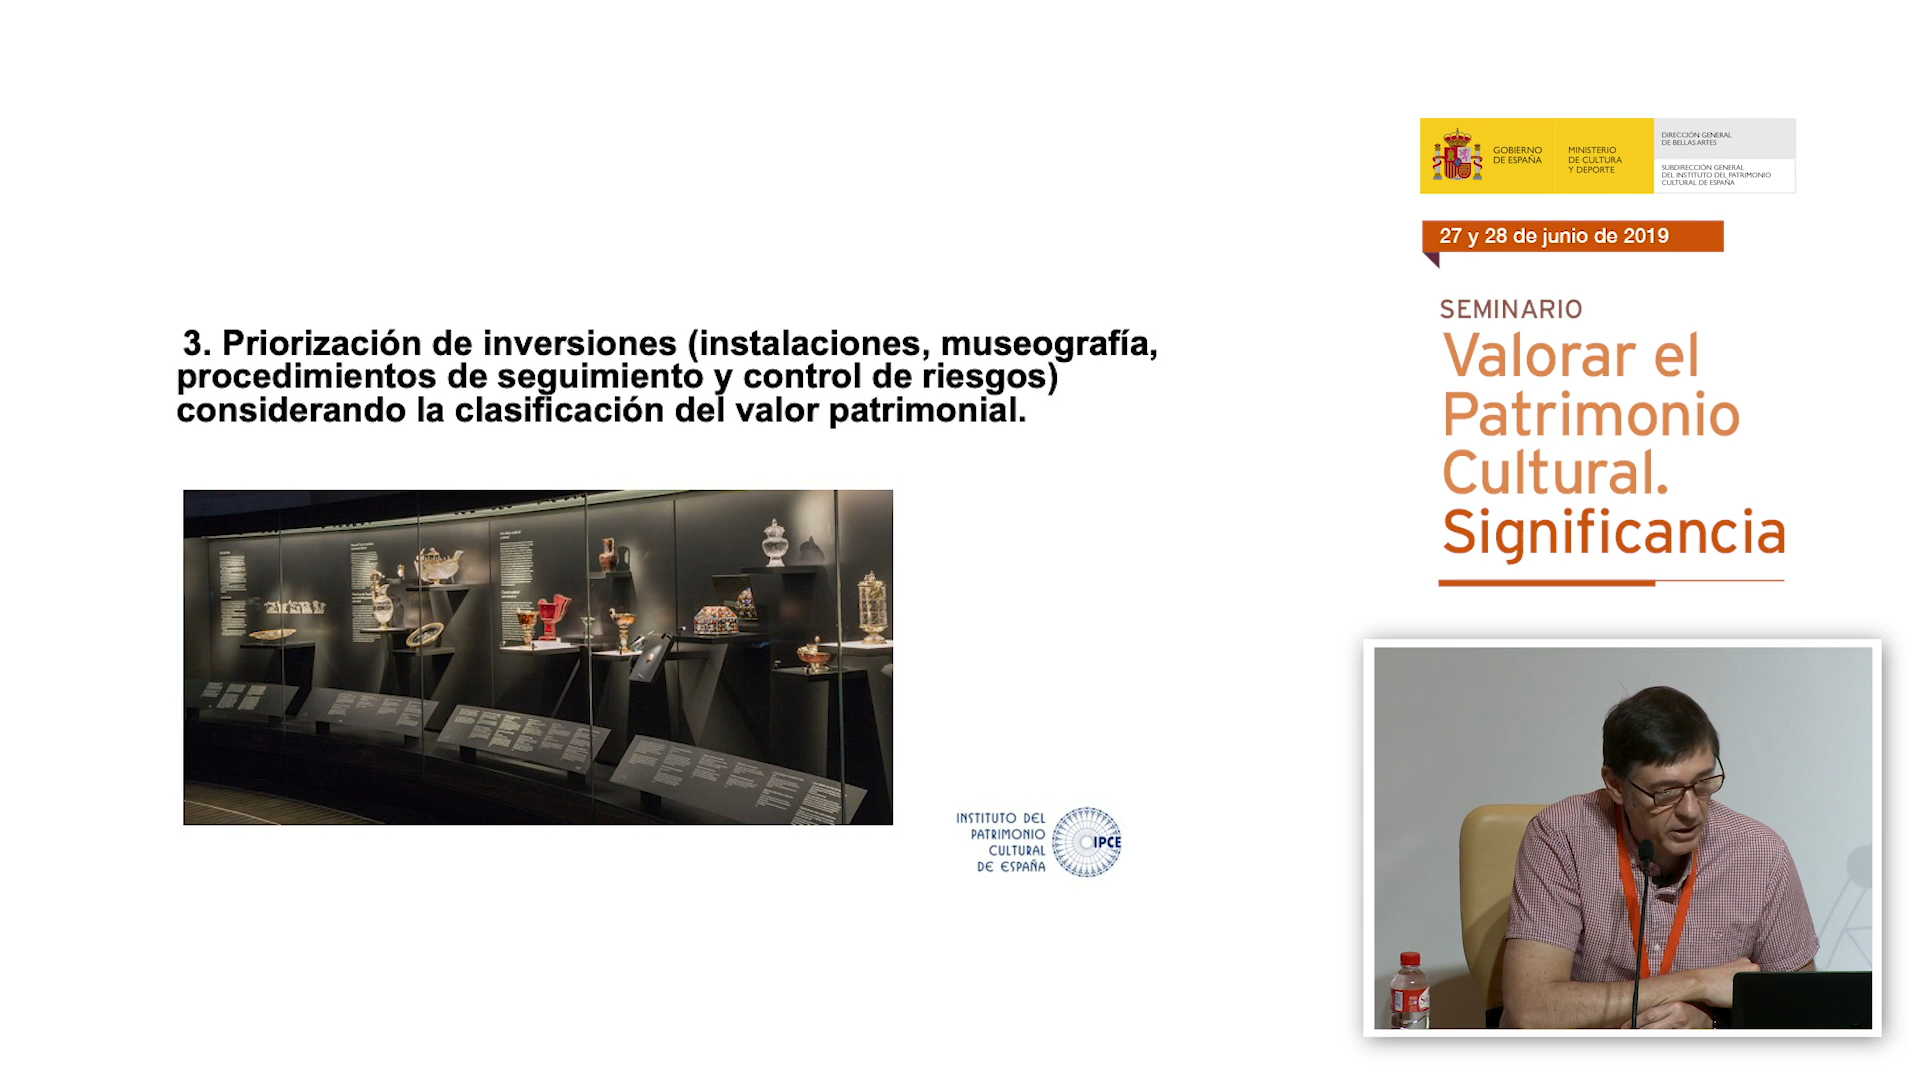 3. Priorización de inversiones (instalaciones, museografía,
procedimientos de seguimiento y control de riesgos)
considerando la clasificación del valor patrimonial.
INSTITUTO DEL
PATRIMONIO
CULTURAL
DE ESPAÑA
IPCE
GOBIERNO
DE ESPAÑA
MINISTERIO
DE CULTURA
Y DEPORTE
DIRECCIÓN GENERAL
DE BELLAS ARTES
SUBDIRECCIÓN GENERAL
DEL INSTITUTO DEL PATRIMONIO
CULTURAL DE ESPAÑA
27 y 28 de junio de 2019
SEMINARIO
Valorar el
Patrimonio
Cultural.
Significancia